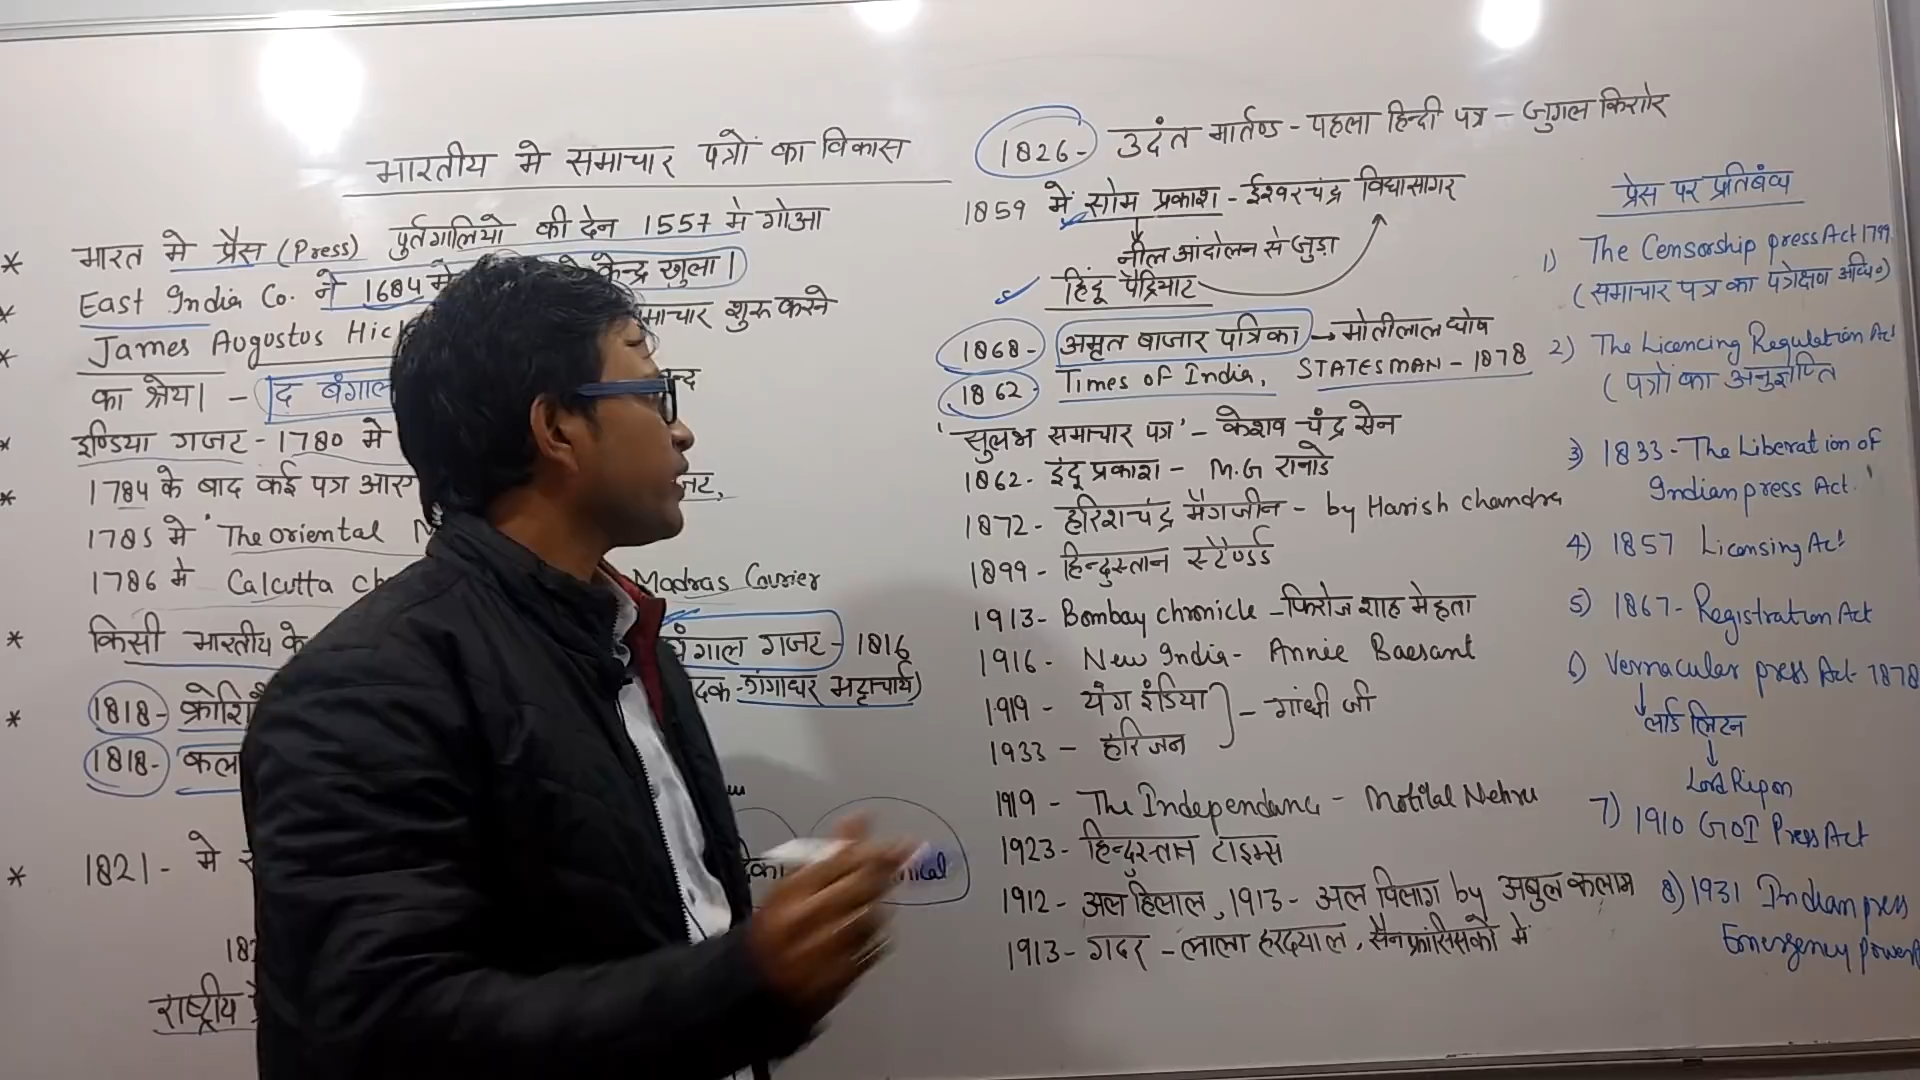 भारतीय मे समाचार पत्रों का विकास
* भारत मे प्रैस (Press) पुर्तगालियो की देन 1557 मे गोआ
* East India Co. ने 1684 मे केन्द्र खुला।
* James Augustus Hic माचार शुरू करने
का श्रेय। - द बंगाल न्द
* इण्डिया गजट - 1780 मे
* 1784 के बाद कई पत्र आर जट,
1785 मे 'The oriental M
1786 मे Calcutta ch Madras Courier
* किसी भारतीय के गाल गजट - 1816
दक - गंगाधर भट्टाचार्य)
* 1818 - क्रोशि
1818 - कल
* 1821 - मे nical
18
राष्ट्रीय
1826 - उदंत मार्तण्ड - पहला हिन्दी पत्र - जुगल किशोर
1859 में सोम प्रकाश - ईश्वरचंद्र विद्यासागर
नील आंदोलन से जुड़ा
हिंदू पैट्रियाट
1868 - अमृत बाजार पत्रिका → मोतीलाल घोष
1862 - Times of India, STATESMAN - 1878
'सुलभ समाचार पत्र' - केशव चंद्र सेन
1862 - इंदू प्रकाश - M.G रानोडे
1872 - हरिशचंद्र मैगजीन - by Harish chandra
1899 - हिन्दुस्तान स्टैण्डर्ड
1913 - Bombay chronicle - फिरोज शाह मेहता
1916 - New India - Annie Baesant
1919 - यंग इंडिया
1933 - हरिजन } - गांधी जी
1919 - The Independance - Motilal Nehru
1923 - हिन्दुस्तान टाइम्स
1912 - अल हिलाल, 1913 - अल विलाग by अबुल कलाम
1913 - गदर - लाला हरदयाल, सैनफ्रांसिसको मे
प्रेस पर प्रतिबंध
1) The Censorship press Act 1799
(समाचार पत्र का पत्रेक्षण अधि०)
2) The Licencing Regulation Act
(पत्रों का अनुज्ञप्ति
3) 1833 - The Liberation of
Indian press Act.'
4) 1857 Licensing Act
5) 1867 - Registration Act
6) Vernacular press Act - 1878
लार्ड लिटन
Lord Ripon
7) 1910 GOI Press Act
8) 1931 Indian press
Emergency power